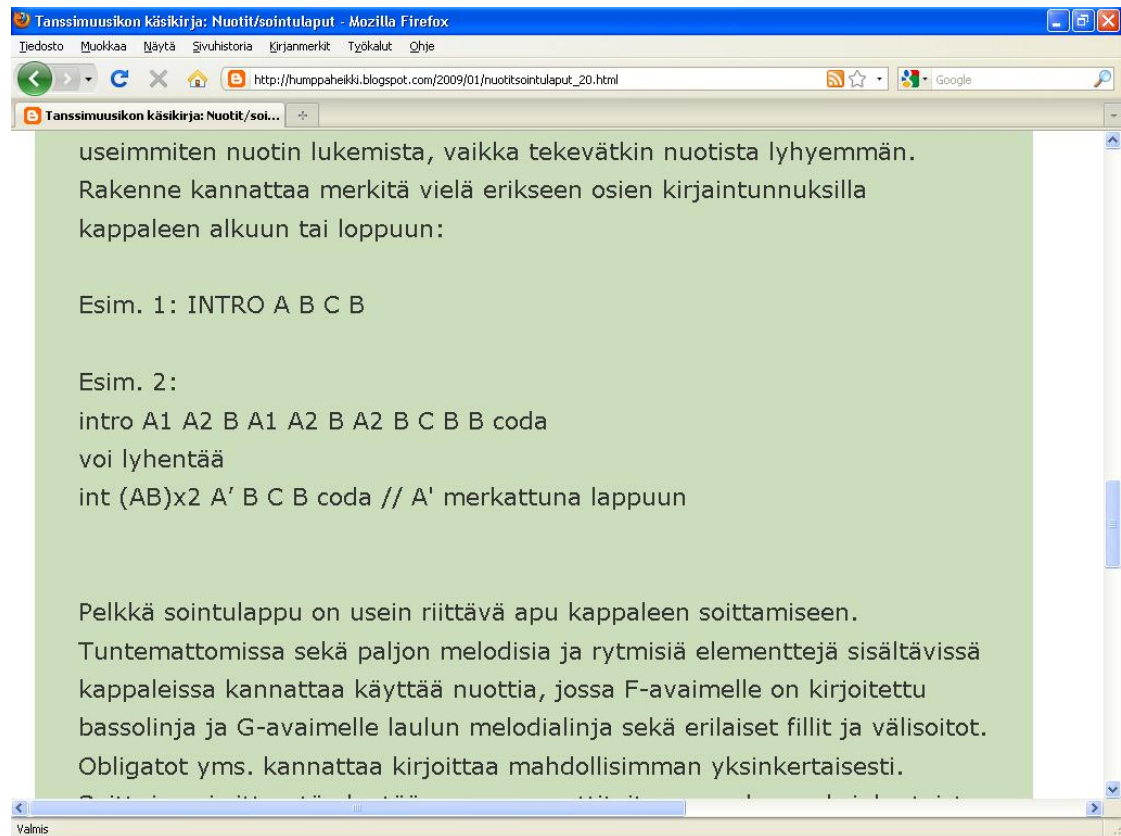 Tanssimuusikon käsikirja: Nuotit/sointulaput - Mozilla Firefox
Tiedosto Muokkaa Näytä Sivuhistoria Kirjanmerkit Työkalut Ohje
http://humppaheikki.blogspot.com/2009/01/nuotitsointulaput_20.html Google
Tanssimuusikon käsikirja: Nuotit/soi...
useimmiten nuotin lukemista, vaikka tekevätkin nuotista lyhyemmän.
Rakenne kannattaa merkitä vielä erikseen osien kirjaintunnuksilla
kappaleen alkuun tai loppuun:
Esim. 1: INTRO A B C B
Esim. 2:
intro A1 A2 B A1 A2 B A2 B C B B coda
voi lyhentää
int (AB)x2 A’ B C B coda // A' merkattuna lappuun
Pelkkä sointulappu on usein riittävä apu kappaleen soittamiseen.
Tuntemattomissa sekä paljon melodisia ja rytmisiä elementtejä sisältävissä
kappaleissa kannattaa käyttää nuottia, jossa F-avaimelle on kirjoitettu
bassolinja ja G-avaimelle laulun melodialinja sekä erilaiset fillit ja välisoitot.
Obligatot yms. kannattaa kirjoittaa mahdollisimman yksinkertaisesti.
Valmis